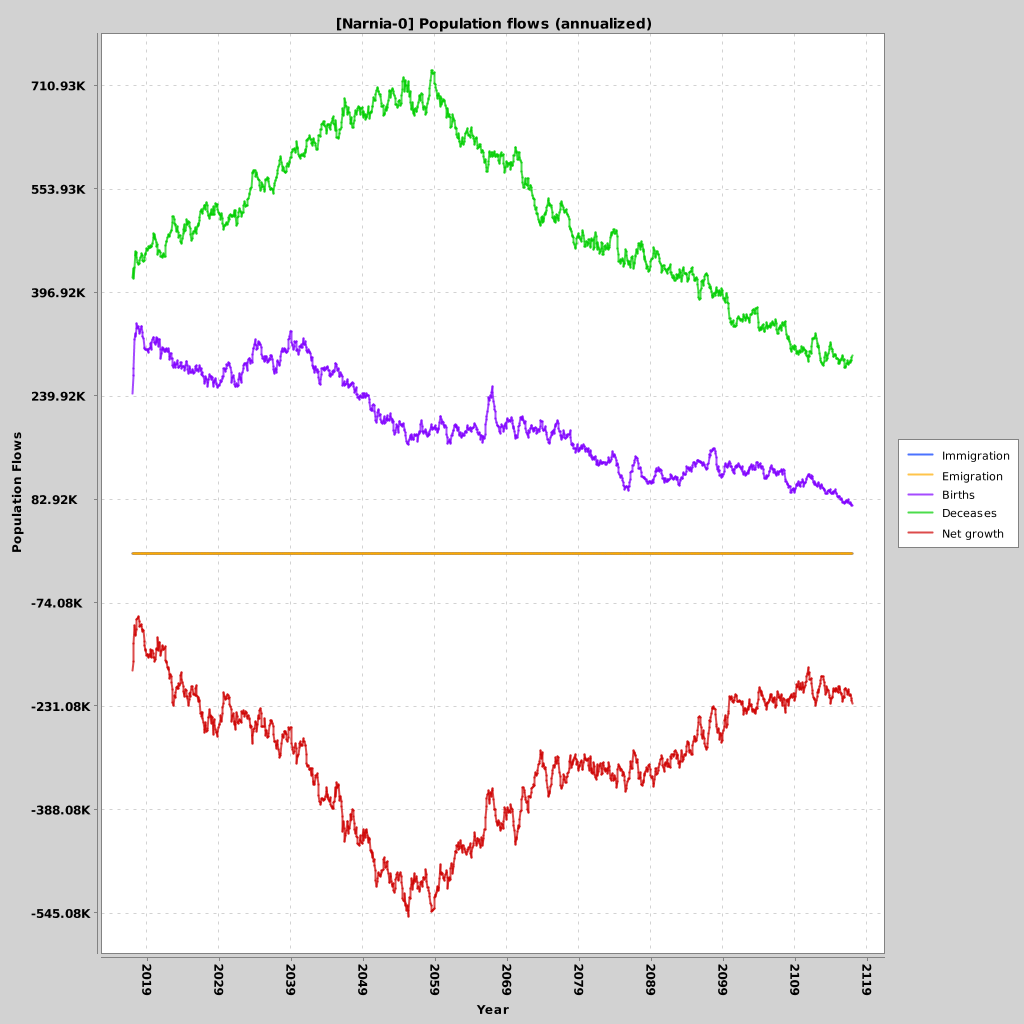 [Narnia-0] Population flows (annualized)
710.93K
553.93K
396.92K
239.92K
82.92K
-74.08K
-231.08K
-388.08K
-545.08K
Population Flows
2019
2029
2039
2049
2059
2069
2079
2089
2099
2109
2119
Year
Immigration
Emigration
Births
Deceases
Net growth